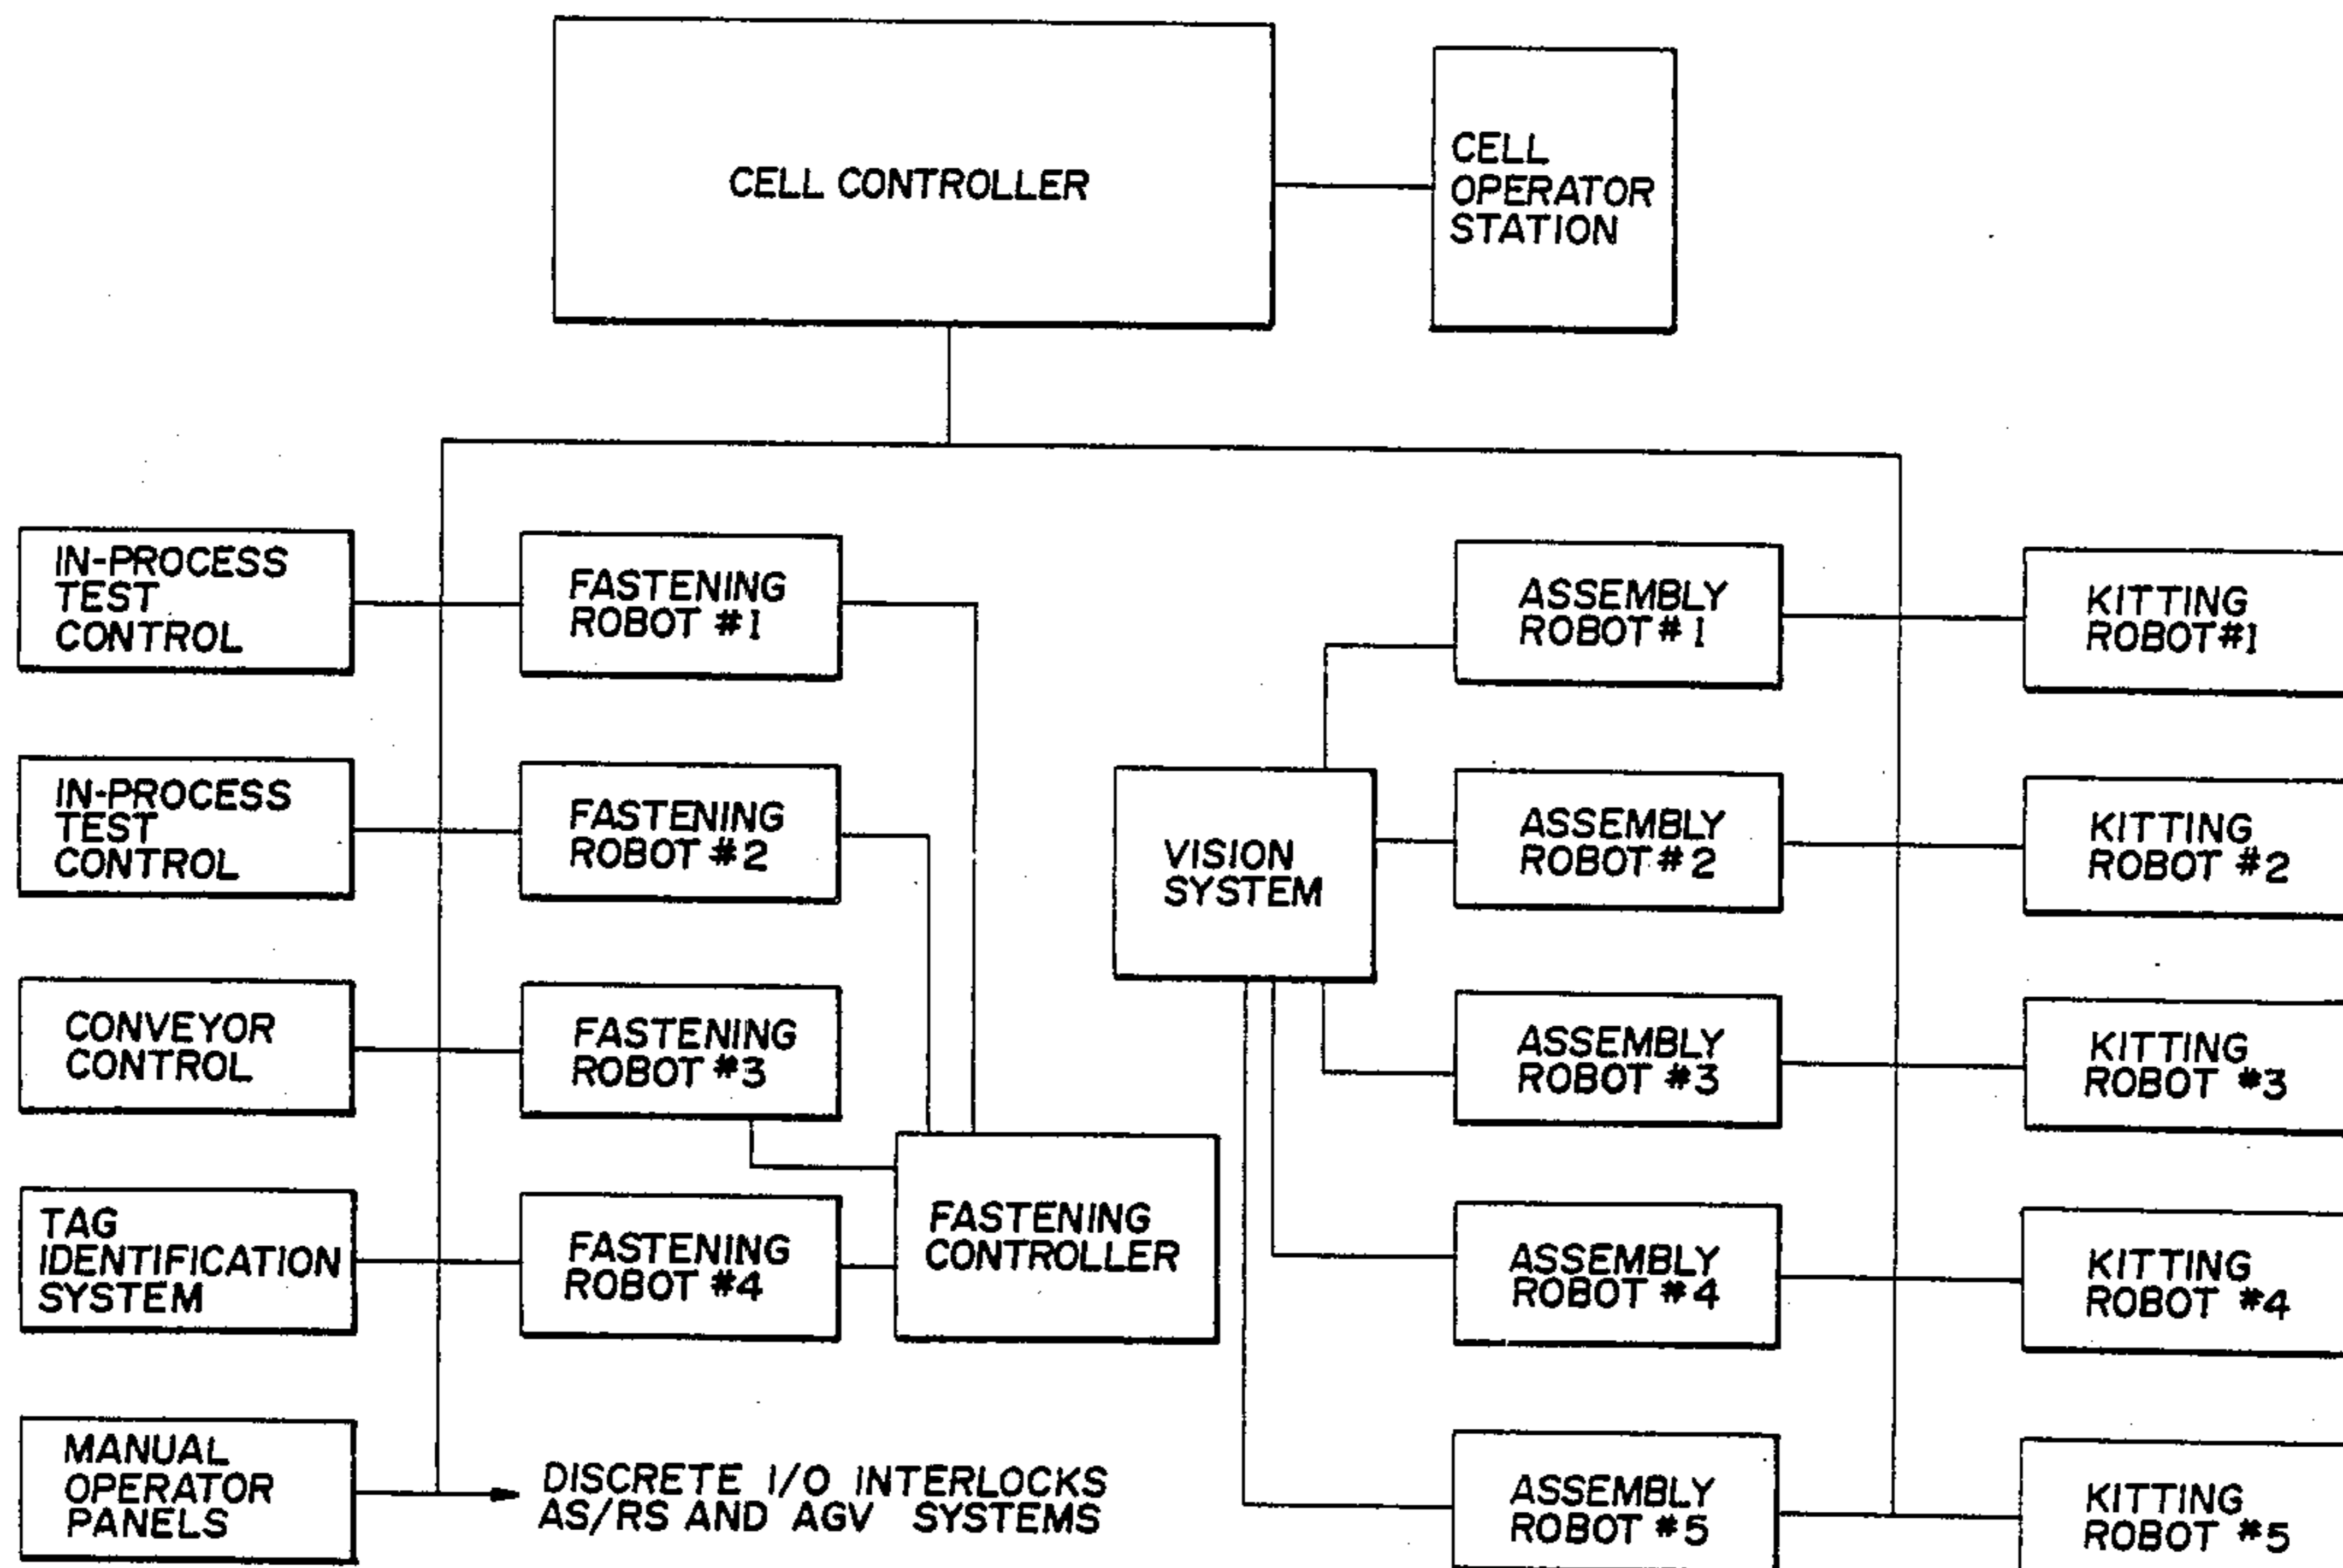 CELL CONTROLLER
CELL
OPERATOR
STATION
IN-PROCESS
TEST
CONTROL
FASTENING
ROBOT #1
ASSEMBLY
ROBOT #1
KITTING
ROBOT #1
IN-PROCESS
TEST
CONTROL
FASTENING
ROBOT #2
VISION
SYSTEM
ASSEMBLY
ROBOT #2
KITTING
ROBOT #2
CONVEYOR
CONTROL
FASTENING
ROBOT #3
ASSEMBLY
ROBOT #3
KITTING
ROBOT #3
TAG
IDENTIFICATION
SYSTEM
FASTENING
ROBOT #4
FASTENING
CONTROLLER
ASSEMBLY
ROBOT #4
KITTING
ROBOT #4
MANUAL
OPERATOR
PANELS
DISCRETE I/O INTERLOCKS
AS/RS AND AGV SYSTEMS
ASSEMBLY
ROBOT #5
KITTING
ROBOT #5